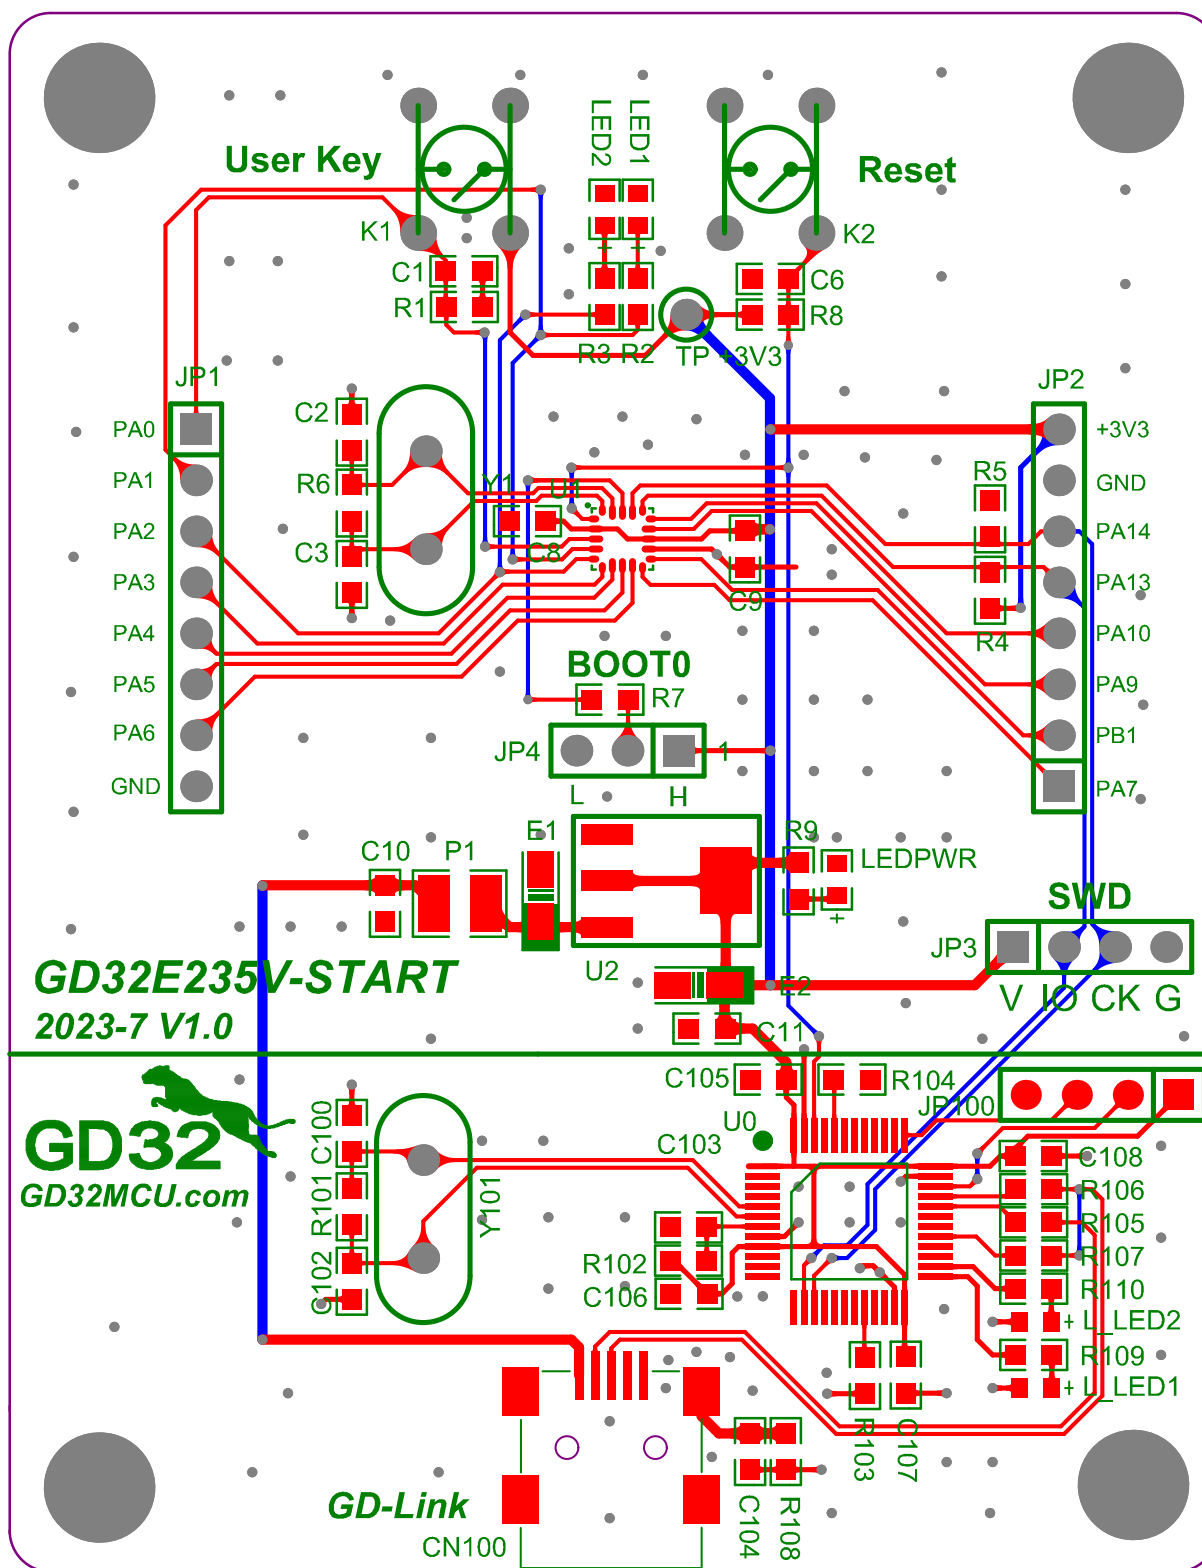 LED2
LED1
User Key
Reset
K1
K2
C1
C6
R1
R8
R3
R2
TP
+3V3
JP1
JP2
C2
PA0
+3V3
R5
R6
Y1
U1
PA1
GND
PA2
PA14
C3
C8
PA3
PA13
C9
PA4
R4
PA10
BOOT0
PA5
R7
PA9
PA6
JP4
1
PB1
GND
L
H
PA7
E1
R9
C10
P1
LEDPWR
+
SWD
JP3
GD32E235V-START
U2
E2
V IO CK G
2023-7 V1.0
C11
C105
R104
JP100
U0
C100
GD32
C103
C108
GD32MCU.com
R101
Y101
R106
R105
R102
R107
C102
C106
R110
+ L_LED2
R109
+ L_LED1
R103
C107
GD-Link
CN100
C104
R108